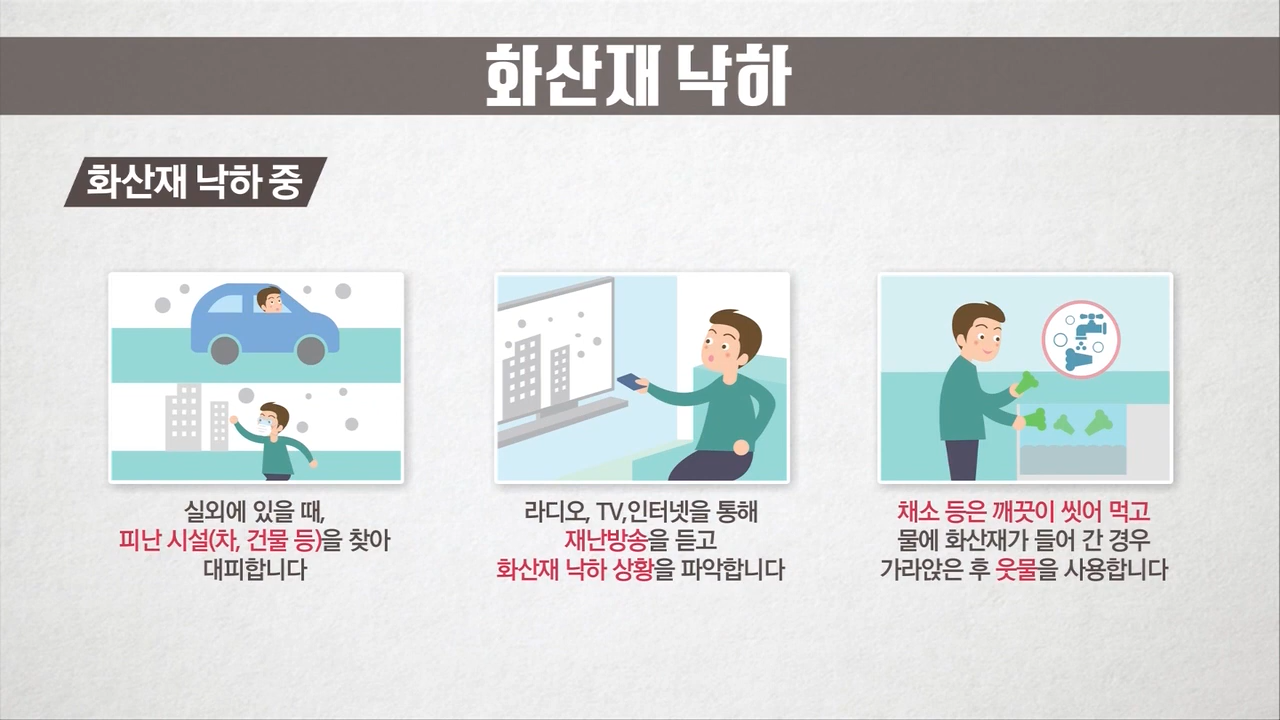 화산재 낙하
화산재 낙하 중
실외에 있을 때,
피난 시설(차, 건물 등)을 찾아
대피합니다
라디오, TV,인터넷을 통해
재난방송을 듣고
화산재 낙하 상황을 파악합니다
채소 등은 깨끗이 씻어 먹고
물에 화산재가 들어 간 경우
가라앉은 후 웃물을 사용합니다